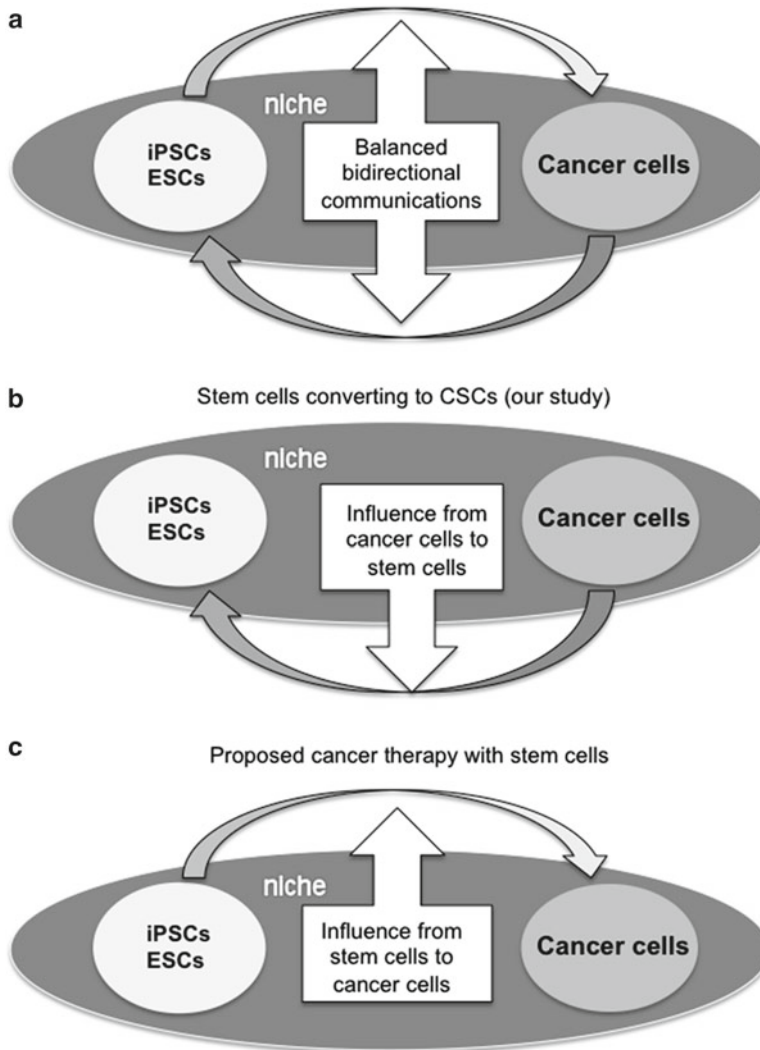 a
niche
iPSCs
ESCs
Balanced
bidirectional
communications
Cancer cells
b
Stem cells converting to CSCs (our study)
niche
iPSCs
ESCs
Influence from
cancer cells to
stem cells
Cancer cells
c
Proposed cancer therapy with stem cells
niche
iPSCs
ESCs
Influence from
stem cells to
cancer cells
Cancer cells